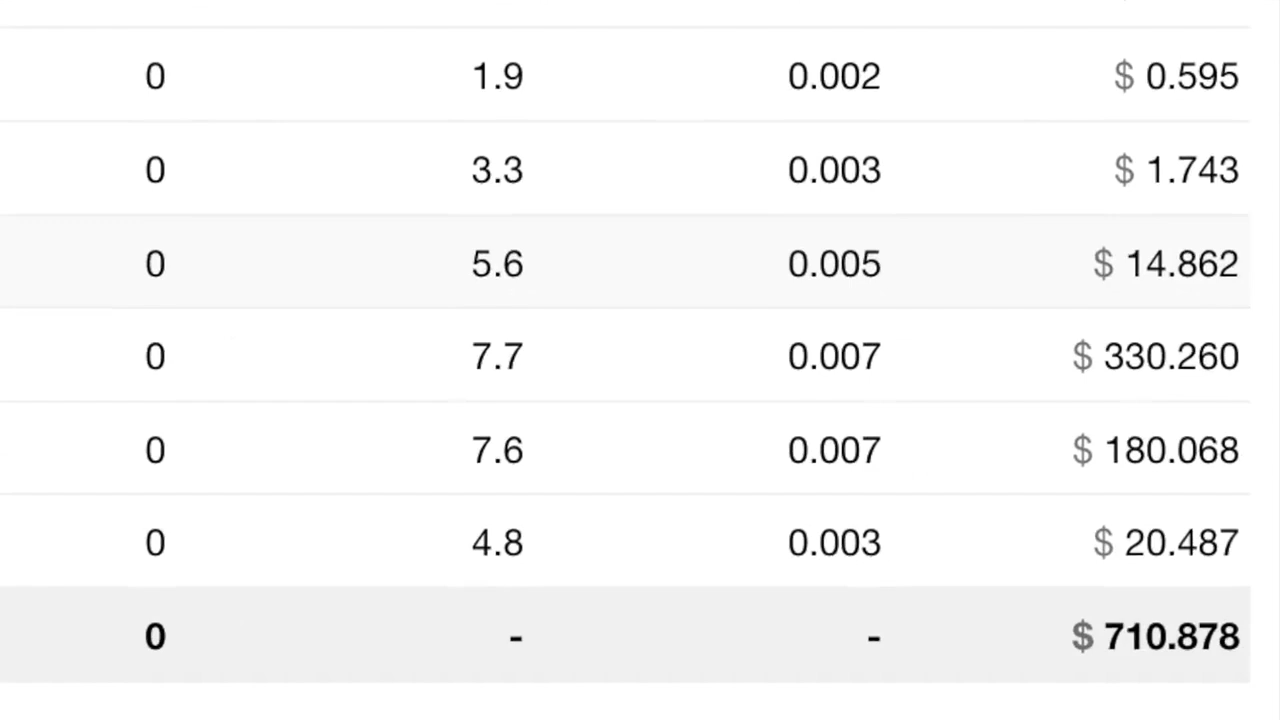 0 1.9 0.002 $ 0.595
0 3.3 0.003 $ 1.743
0 5.6 0.005 $ 14.862
0 7.7 0.007 $ 330.260
0 7.6 0.007 $ 180.068
0 4.8 0.003 $ 20.487
0 - - $ 710.878